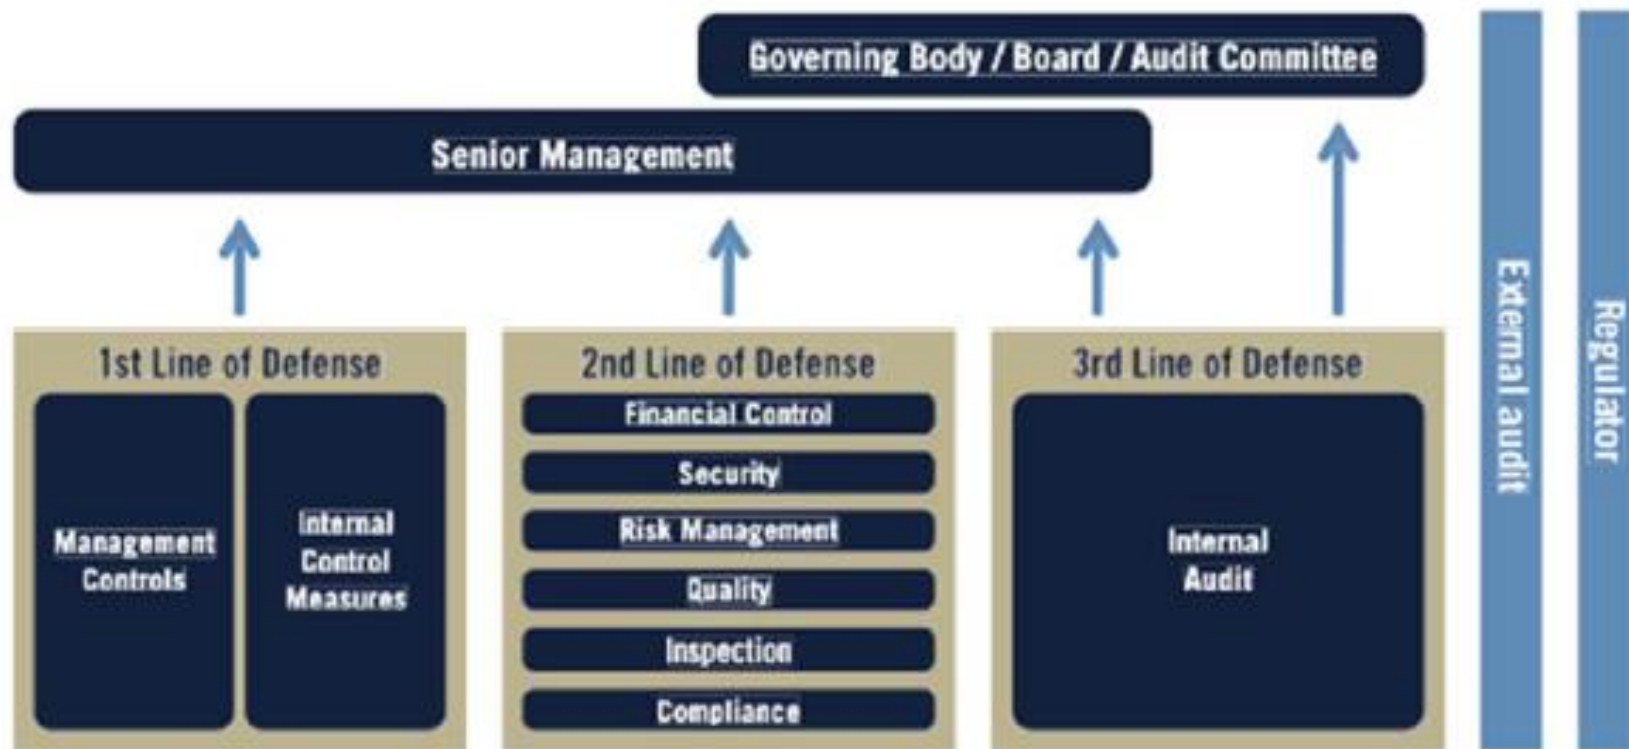 Governing Body / Board / Audit Committee
Senior Management
1st Line of Defense
Management
Controls
Internal
Control
Measures
2nd Line of Defense
Financial Control
Security
Risk Management
Quality
Inspection
Compliance
3rd Line of Defense
Internal
Audit
External audit
Regulator